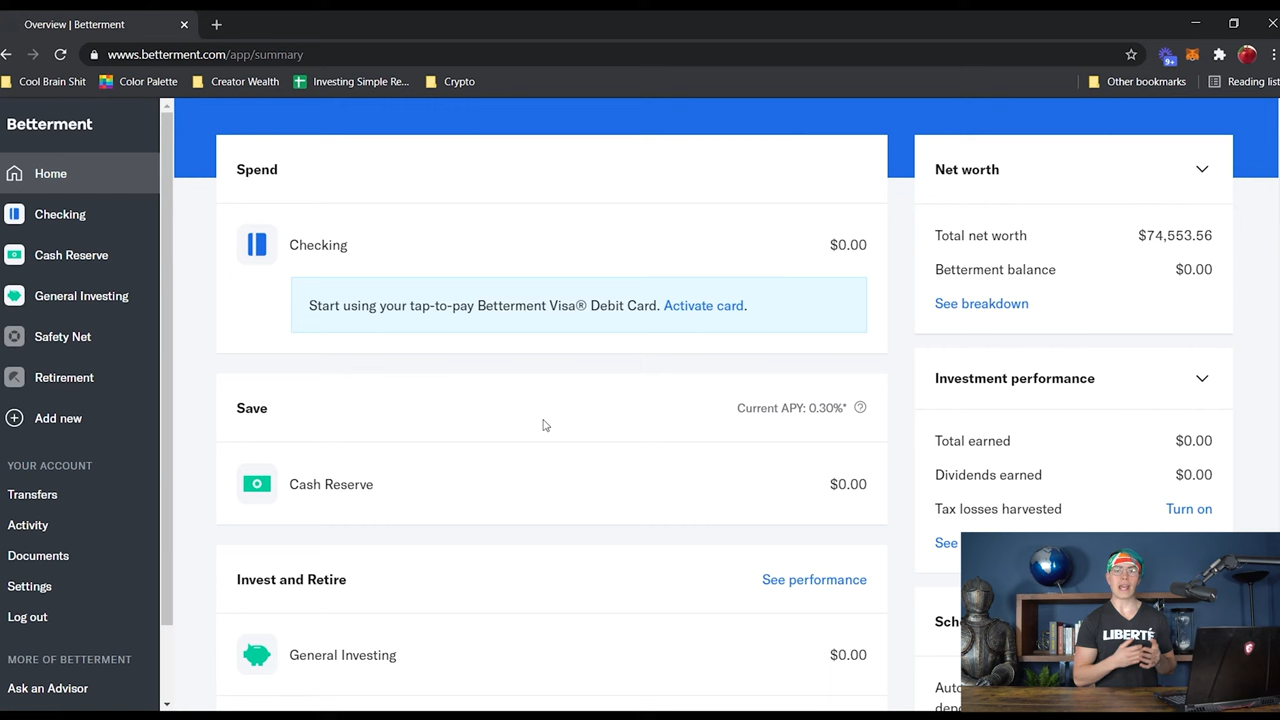 Overview | Betterment
wwws.betterment.com/app/summary
9+
Cool Brain Shit
Color Palette
Creator Wealth
Investing Simple Re...
Crypto
Other bookmarks
Reading list
Betterment
Home
Checking
Cash Reserve
General Investing
Safety Net
Retirement
Add new
YOUR ACCOUNT
Transfers
Activity
Documents
Settings
Log out
MORE OF BETTERMENT
Ask an Advisor
Spend
Checking $0.00
Start using your tap-to-pay Betterment Visa® Debit Card. Activate card.
Save Current APY: 0.30%*
Cash Reserve $0.00
Invest and Retire See performance
General Investing $0.00
Net worth
Total net worth $74,553.56
Betterment balance $0.00
See breakdown
Investment performance
Total earned $0.00
Dividends earned $0.00
Tax losses harvested Turn on
See
LIBERTÉ